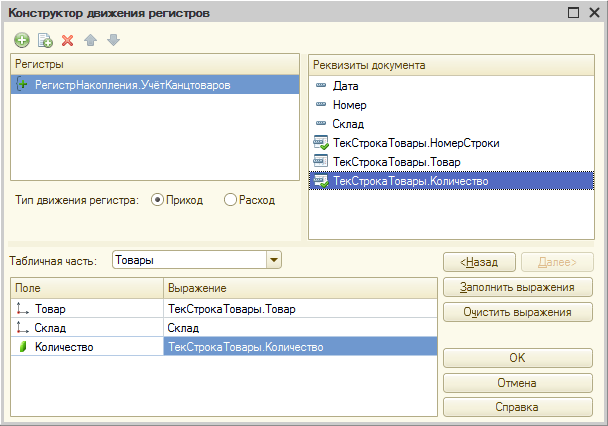 Конструктор движения регистров
Регистры
РегистрНакопления.УчётКанцтоваров
Реквизиты документа
Дата
Номер
Склад
ТекСтрокаТовары.НомерСтроки
ТекСтрокаТовары.Товар
ТекСтрокаТовары.Количество
Тип движения регистра: Приход Расход
Табличная часть: Товары
<Назад Далее>
Заполнить выражения
Очистить выражения
Поле Выражение
Товар ТекСтрокаТовары.Товар
Склад Склад
Количество ТекСтрокаТовары.Количество
OK
Отмена
Справка